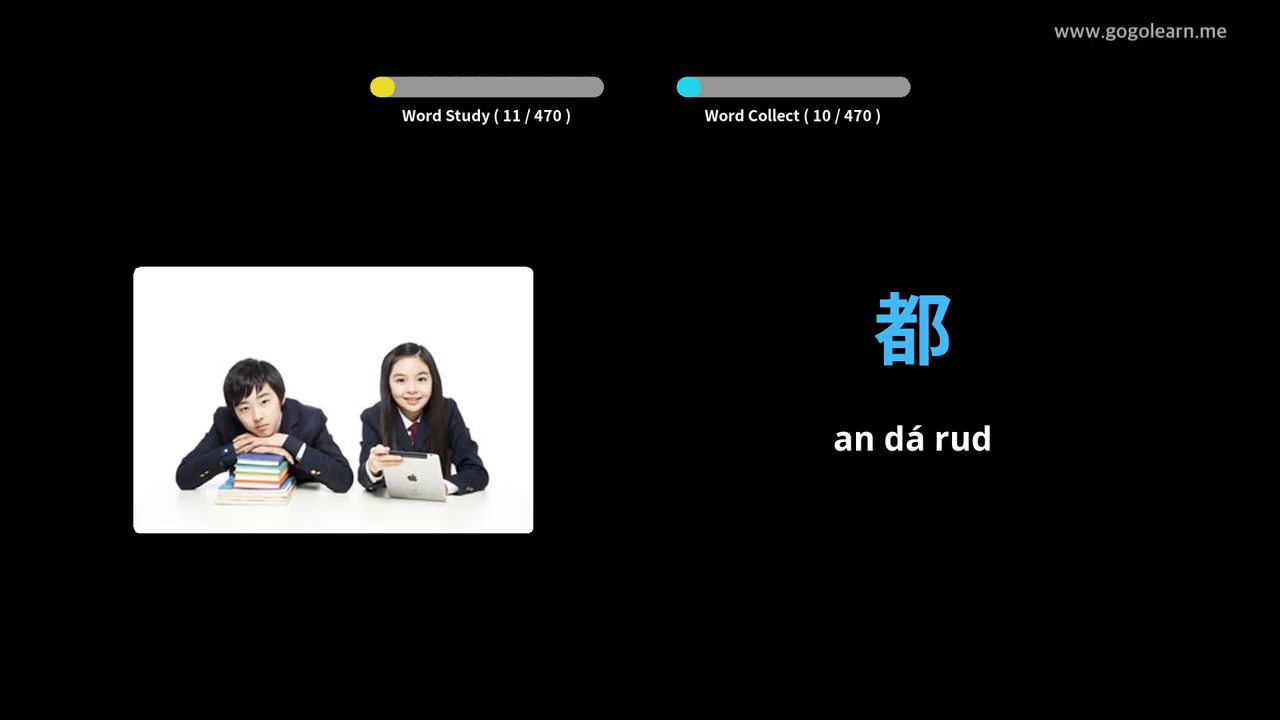 www.gogolearn.me
Word Study ( 11 / 470 )
Word Collect ( 10 / 470 )
都
an dá rud